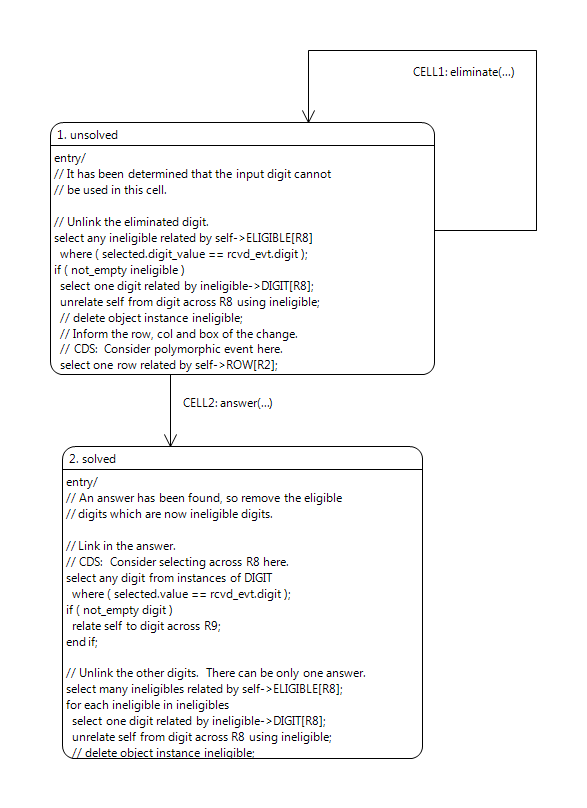 CELL1: eliminate(...)
1. unsolved
entry/
// It has been determined that the input digit cannot
// be used in this cell.
// Unlink the eliminated digit.
select any ineligible related by self->ELIGIBLE[R8]
where ( selected.digit_value == rcvd_evt.digit );
if ( not_empty ineligible )
select one digit related by ineligible->DIGIT[R8];
unrelate self from digit across R8 using ineligible;
// delete object instance ineligible;
// Inform the row, col and box of the change.
// CDS:  Consider polymorphic event here.
select one row related by self->ROW[R2];
CELL2: answer(...)
2. solved
entry/
// An answer has been found, so remove the eligible
// digits which are now ineligible digits.
// Link in the answer.
// CDS:  Consider selecting across R8 here.
select any digit from instances of DIGIT
where ( selected.value == rcvd_evt.digit );
if ( not_empty digit )
relate self to digit across R9;
end if;
// Unlink the other digits.  There can be only one answer.
select many ineligibles related by self->ELIGIBLE[R8];
for each ineligible in ineligibles
select one digit related by ineligible->DIGIT[R8];
unrelate self from digit across R8 using ineligible;
// delete object instance ineligible;